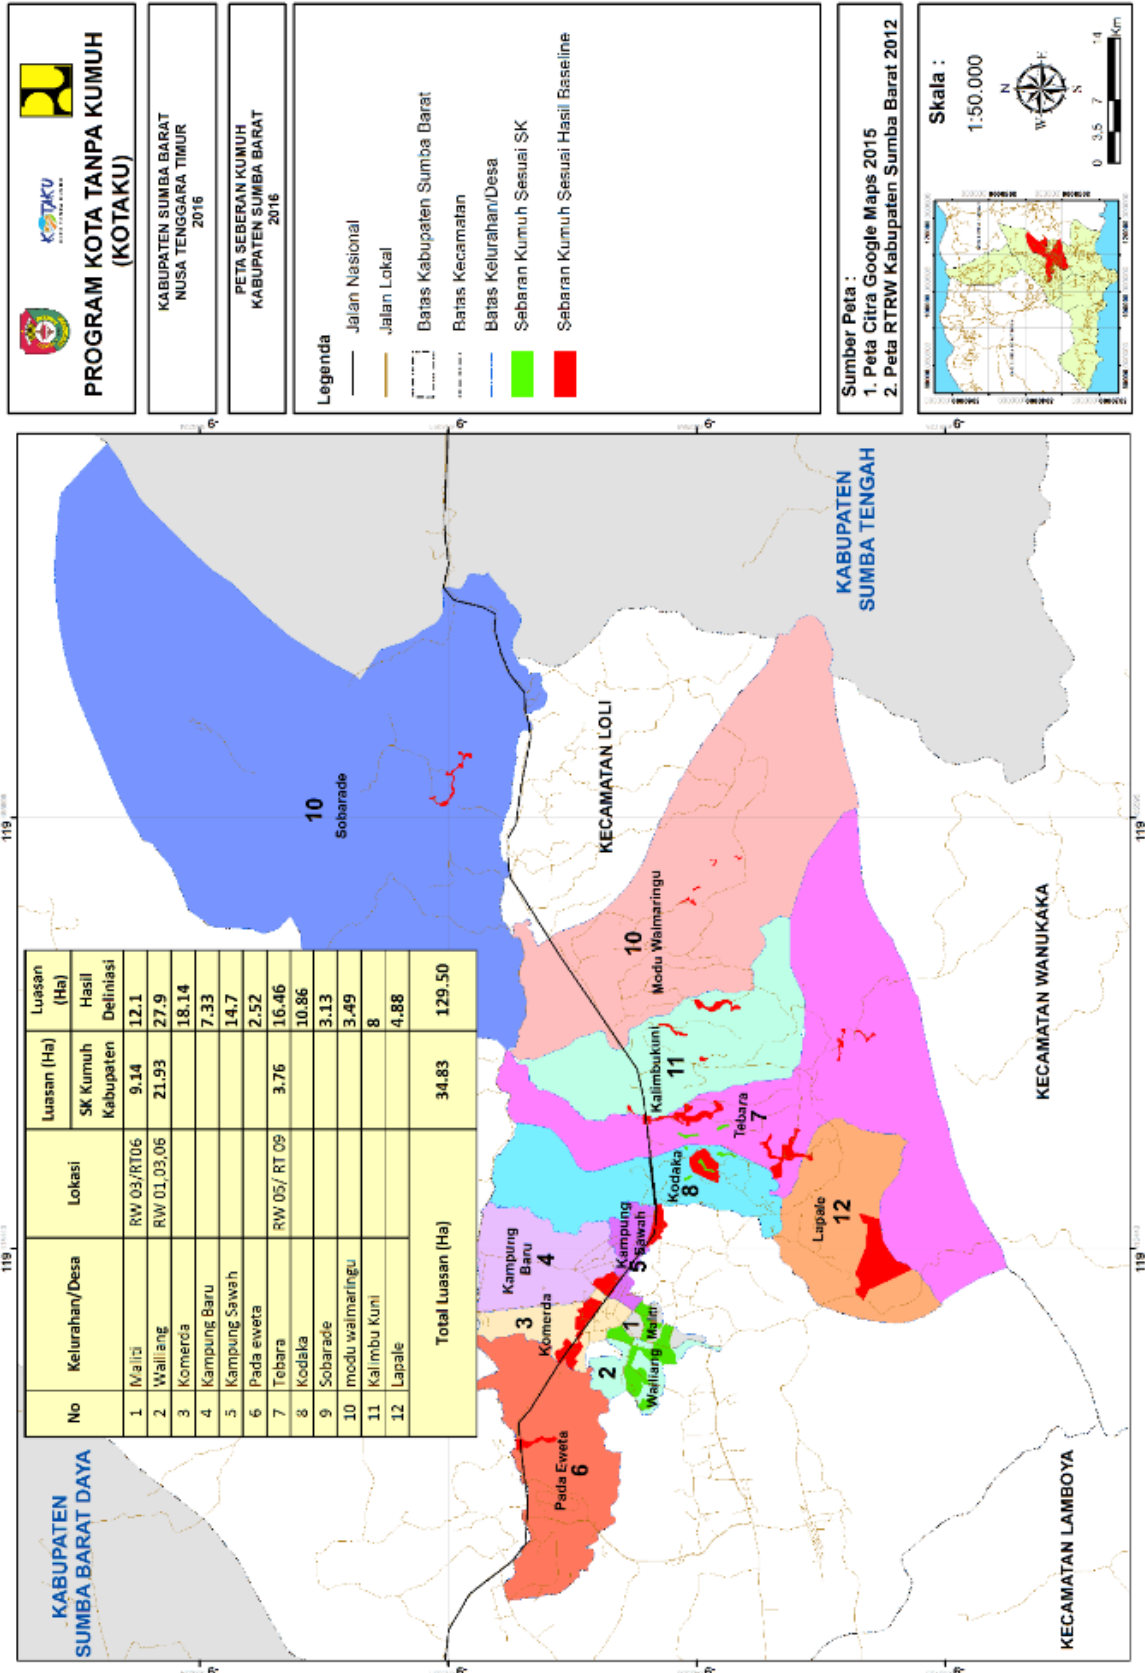 PROGRAM KOTA TANPA KUMUH
(KOTAKU)
KABUPATEN SUMBA BARAT
NUSA TENGGARA TIMUR
2016
PETA SEBERAN KUMUH
KABUPATEN SUMBA BARAT
2016
Legenda
Jalan Nasional
Jalan Lokal
Batas Kabupaten Sumba Barat
Batas Kecamatan
Batas Kelurahan/Desa
Sebaran Kumuh Sesuai SK
Sebaran Kumuh Sesuai Hasil Baseline
Sumber Peta :
1. Peta Citra Google Maps 2015
2. Peta RTRW Kabupaten Sumba Barat 2012
Skala :
1:50.000
N
E
S
W
0 3,5 7 14
Km
KABUPATEN
SUMBA BARAT DAYA
No Kelurahan/Desa Lokasi Luasan (Ha) SK Kumuh Kabupaten Luasan (Ha) Hasil Deliniasi
1 Maliti RW 03/RT06 9.14 12.1
2 Wailiang RW 01,03,06 21.93 27.9
3 Komerda 18.14
4 Kampung Baru 7.33
5 Kampung Sawah 14.7
6 Pada eweta 2.52
7 Tebara RW 05/ RT 09 3.76 16.46
8 Kodaka 10.86
9 Sobarade 3.13
10 modu waimaringu 3.49
11 Kalimbu Kuni 8
12 Lapale 4.88
Total Luasan (Ha) 34.83 129.50
119
119
119
119
10
Sobarade
KECAMATAN LOLI
KABUPATEN
SUMBA TENGAH
10
Modu Waimaringu
Kalimbukuni
11
Tebara
7
Kodaka
8
Kampung
Baru
4
Kampung
Sawah
5
3
Komerda
1
Maliti
2
Wailiang
Pada Eweta
6
Lapale
12
KECAMATAN WANUKAKA
KECAMATAN LAMBOYA